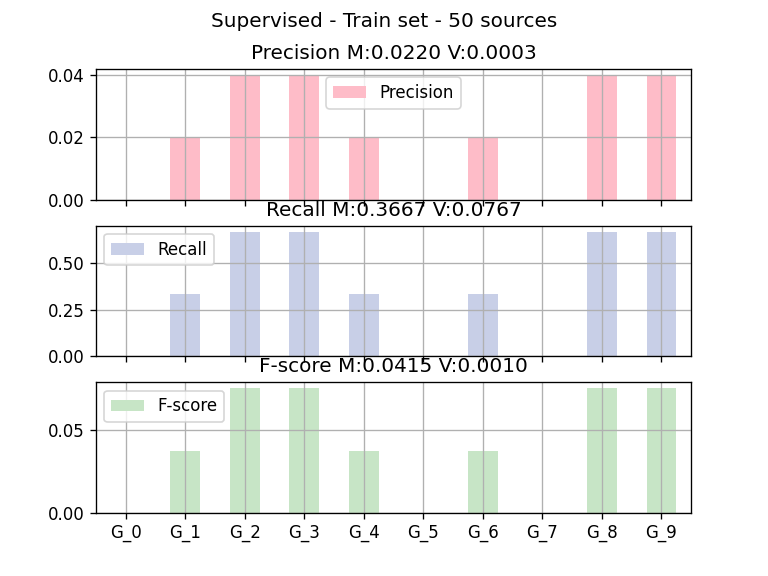 Supervised - Train set - 50 sources
Precision M:0.0220 V:0.0003
0.04
0.02
0.00
Precision
Recall M:0.3667 V:0.0767
0.50
0.25
0.00
Recall
F-score M:0.0415 V:0.0010
0.05
0.00
F-score
G_0 G_1 G_2 G_3 G_4 G_5 G_6 G_7 G_8 G_9